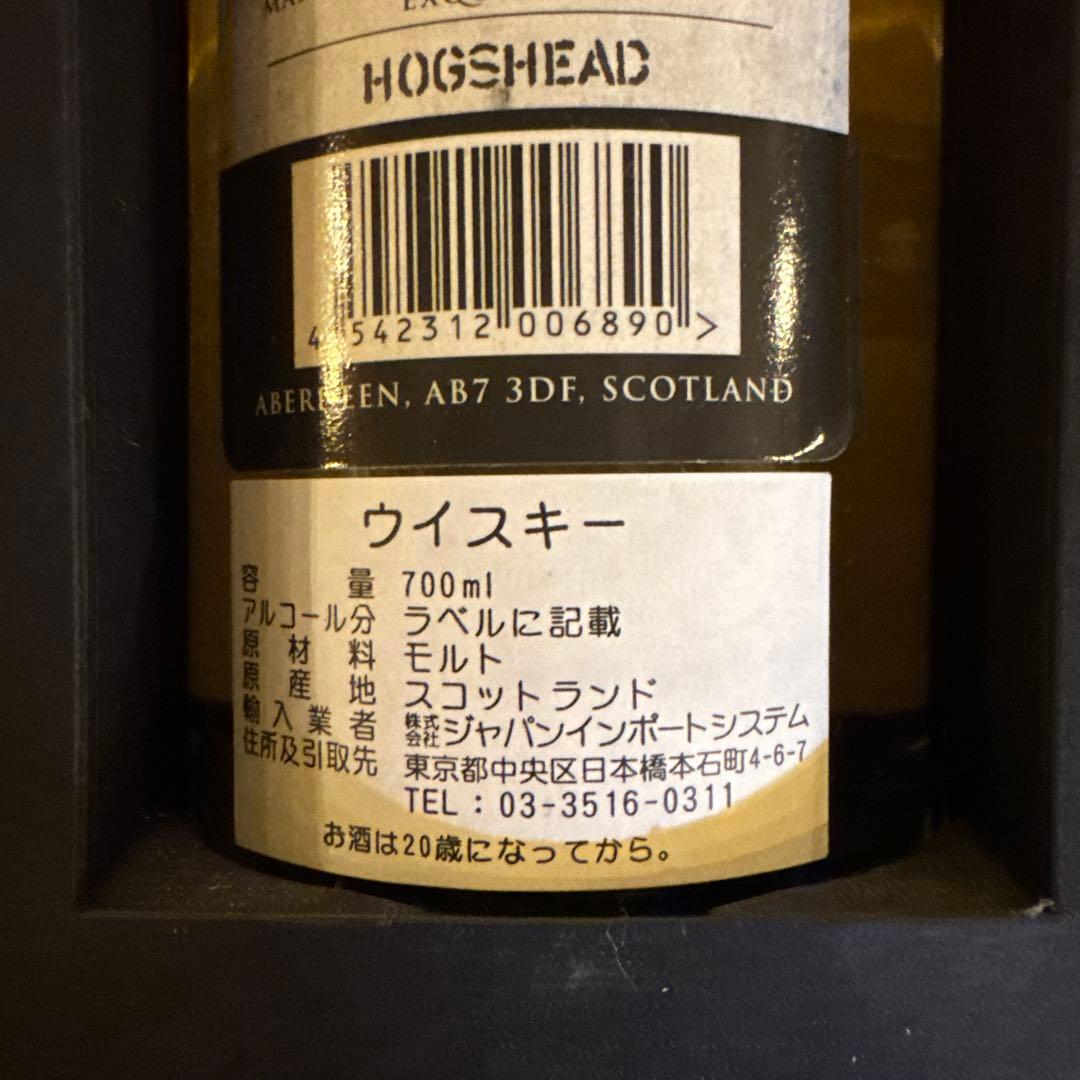 HOGSHEAD
4 542312 006890 >
ABERDEEN, AB7 3DF, SCOTLAND
ウイスキー
容量 700ml
アルコール分 ラベルに記載
原材料 モルト
原産地 スコットランド
輸入業者 株式会社ジャパンインポートシステム
住所及引取先 東京都中央区日本橋本石町4-6-7
TEL : 03-3516-0311
お酒は20歳になってから。